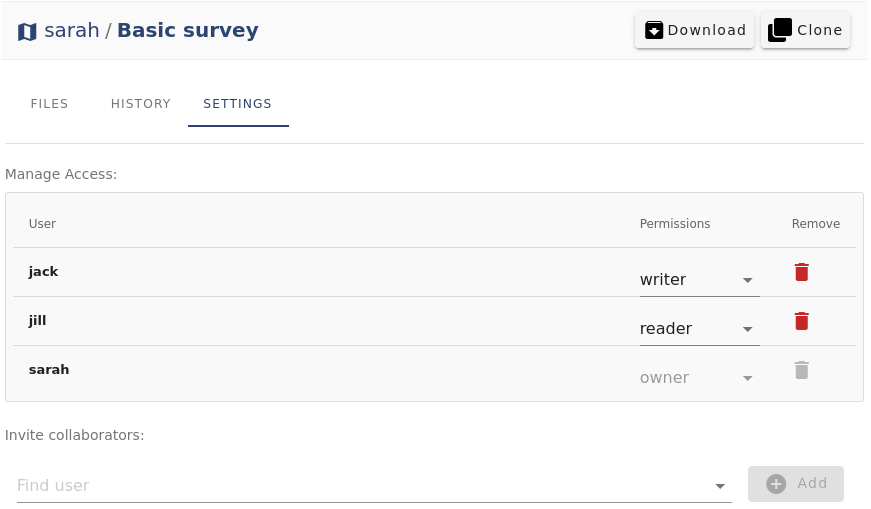 sarah / Basic survey
Download
Clone
FILES
HISTORY
SETTINGS
Manage Access:
User
Permissions
Remove
jack
writer
jill
reader
sarah
owner
Invite collaborators:
Find user
Add